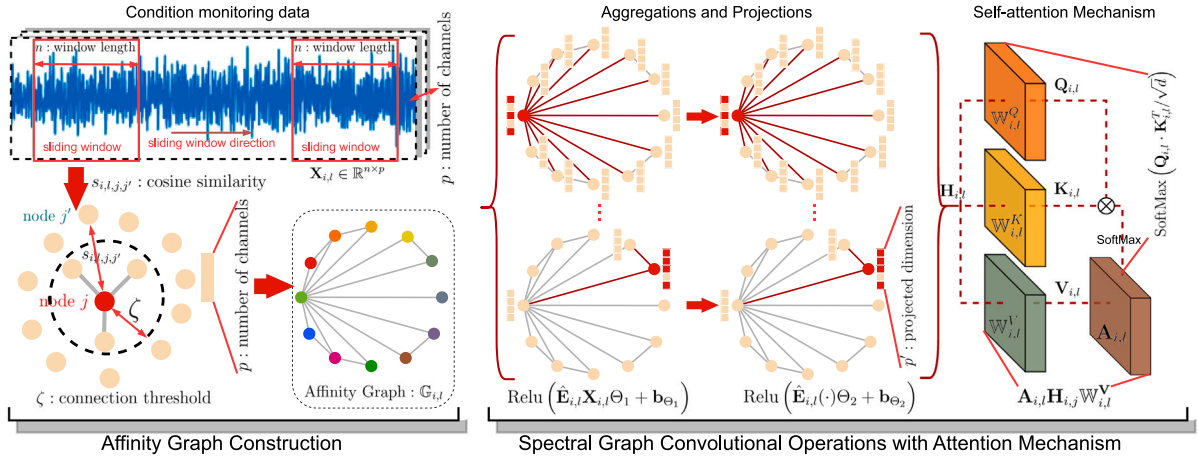 Condition monitoring data
n : window length
n : window length
sliding window
sliding window direction
sliding window
p : number of channels
X_{i,l} ∈ ℝ^{n×p}
s_{i,l,j,j'} : cosine similarity
node j'
s_{i,l,j,j'}
node j
ζ
ζ : connection threshold
p : number of channels
Affinity Graph : 𝔾_{i,l}
Affinity Graph Construction
Aggregations and Projections
p' : projected dimension
Relu (Ê_{i,l}X_{i,l}Θ_1 + b_{Θ_1})
Relu (Ê_{i,l}(·)Θ_2 + b_{Θ_2})
Self-attention Mechanism
H_{i,l}
𝕎^Q_{i,l}
Q_{i,l}
𝕎^K_{i,l}
K_{i,l}
⊗
SoftMax
SoftMax (Q_{i,l} · K^T_{i,l}/√d)
𝕎^V_{i,l}
V_{i,l}
A_{i,l}
A_{i,l}H_{i,j}𝕎^V_{i,l}
Spectral Graph Convolutional Operations with Attention Mechanism